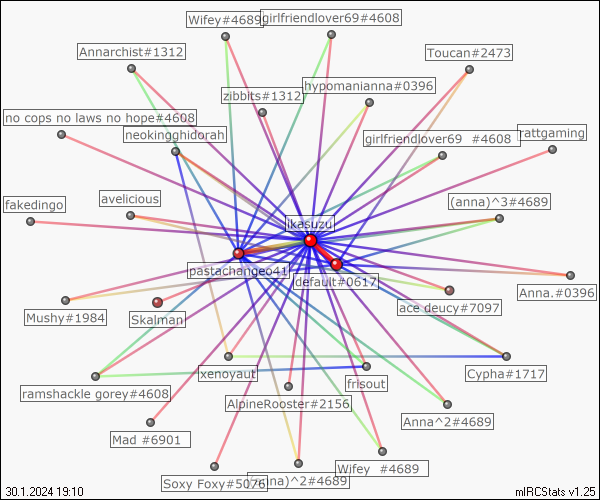 Wifey#4689
girlfriendlover69#4608
Annarchist#1312
Toucan#2473
zibbits#1312
hypomanianna#0396
no cops no laws no hope#4608
neokingghidorah
girlfriendlover69 #4608
rattgaming
fakedingo
avelicious
(anna)^3#4689
ikasuzu
pastachangeo41
default#0617
Mushy#1984
Skalman
ace deucy#7097
Anna.#0396
xenoyaut
frisout
Cypha#1717
ramshackle gorey#4608
AlpineRooster#2156
Anna^2#4689
Mad #6901
Soxy Foxy#5076
)^2#4689
Wifey #4689
30.1.2024 19:10
mIRCStats v1.25